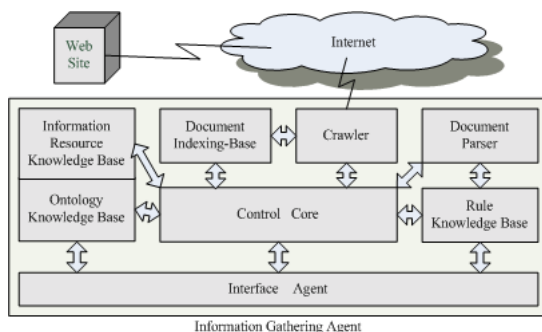 Web
Site
Internet
Information
Resource
Knowledge Base
Document
Indexing-Base
Crawler
Document
Parser
Ontology
Knowledge Base
Control Core
Rule
Knowledge Base
Interface Agent
Information Gathering Agent